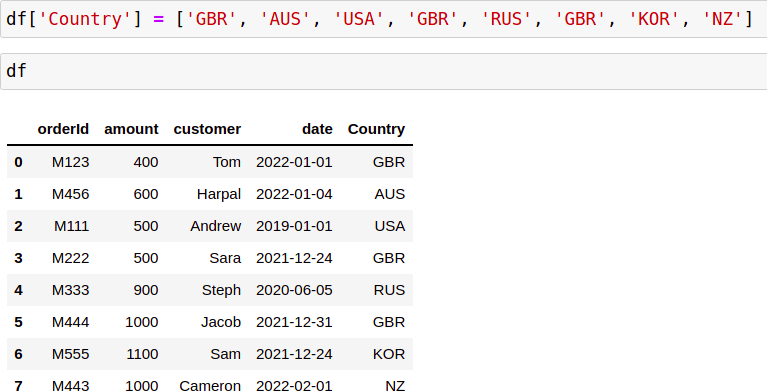 df['Country'] = ['GBR', 'AUS', 'USA', 'GBR', 'RUS', 'GBR', 'KOR', 'NZ']
df
orderId amount customer date Country
0 M123 400 Tom 2022-01-01 GBR
1 M456 600 Harpal 2022-01-04 AUS
2 M111 500 Andrew 2019-01-01 USA
3 M222 500 Sara 2021-12-24 GBR
4 M333 900 Steph 2020-06-05 RUS
5 M444 1000 Jacob 2021-12-31 GBR
6 M555 1100 Sam 2021-12-24 KOR
7 M443 1000 Cameron 2022-02-01 NZ